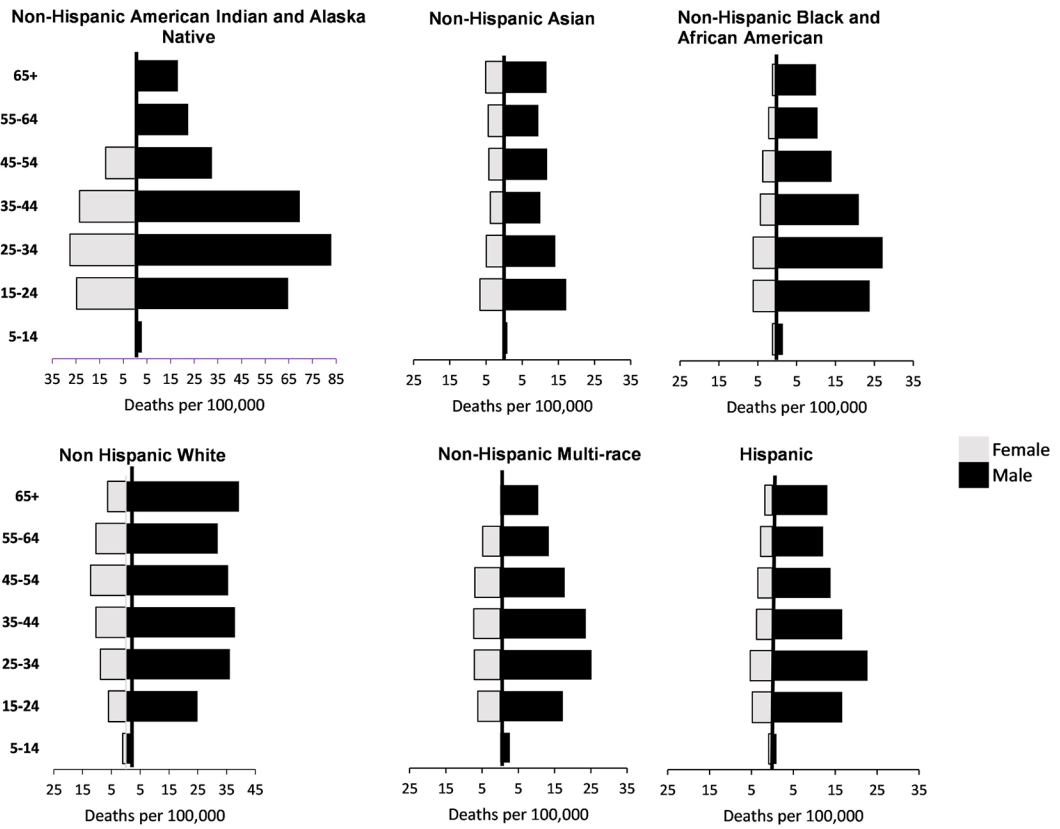 Non-Hispanic American Indian and Alaska
Native
65+
55-64
45-54
35-44
25-34
15-24
5-14
35 25 15 5 5 15 25 35 45 55 65 75 85
Deaths per 100,000
Non-Hispanic Asian
25 15 5 5 15 25 35
Deaths per 100,000
Non-Hispanic Black and
African American
25 15 5 5 15 25 35
Deaths per 100,000
Non Hispanic White
65+
55-64
45-54
35-44
25-34
15-24
5-14
25 15 5 5 15 25 35 45
Deaths per 100,000
Non-Hispanic Multi-race
25 15 5 5 15 25 35
Deaths per 100,000
Hispanic
25 15 5 5 15 25 35
Deaths per 100,000
Female
Male